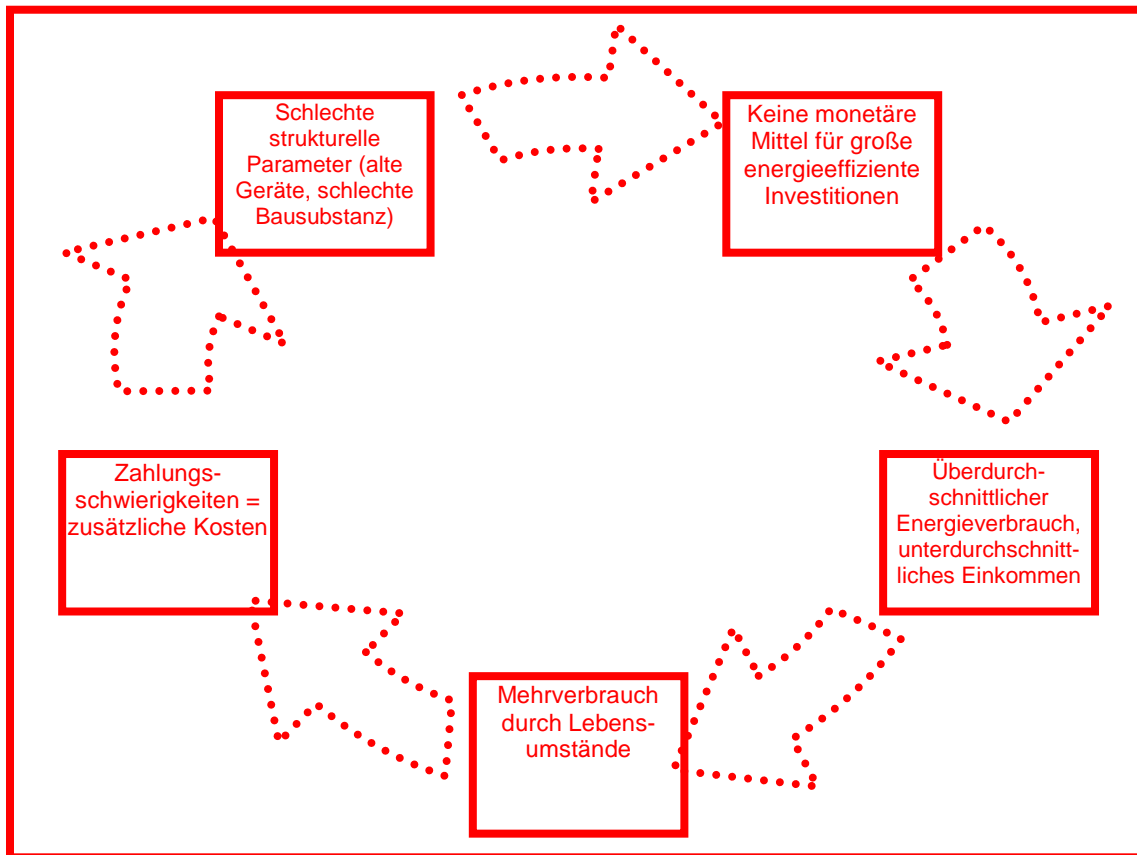 Schlechte
strukturelle
Parameter (alte
Geräte, schlechte
Bausubstanz)
Keine monetäre
Mittel für große
energieeffiziente
Investitionen
Überdurch-
schnittlicher
Energieverbrauch,
unterdurchschnitt-
liches Einkommen
Mehrverbrauch
durch Lebens-
umstände
Zahlungs-
schwierigkeiten =
zusätzliche Kosten